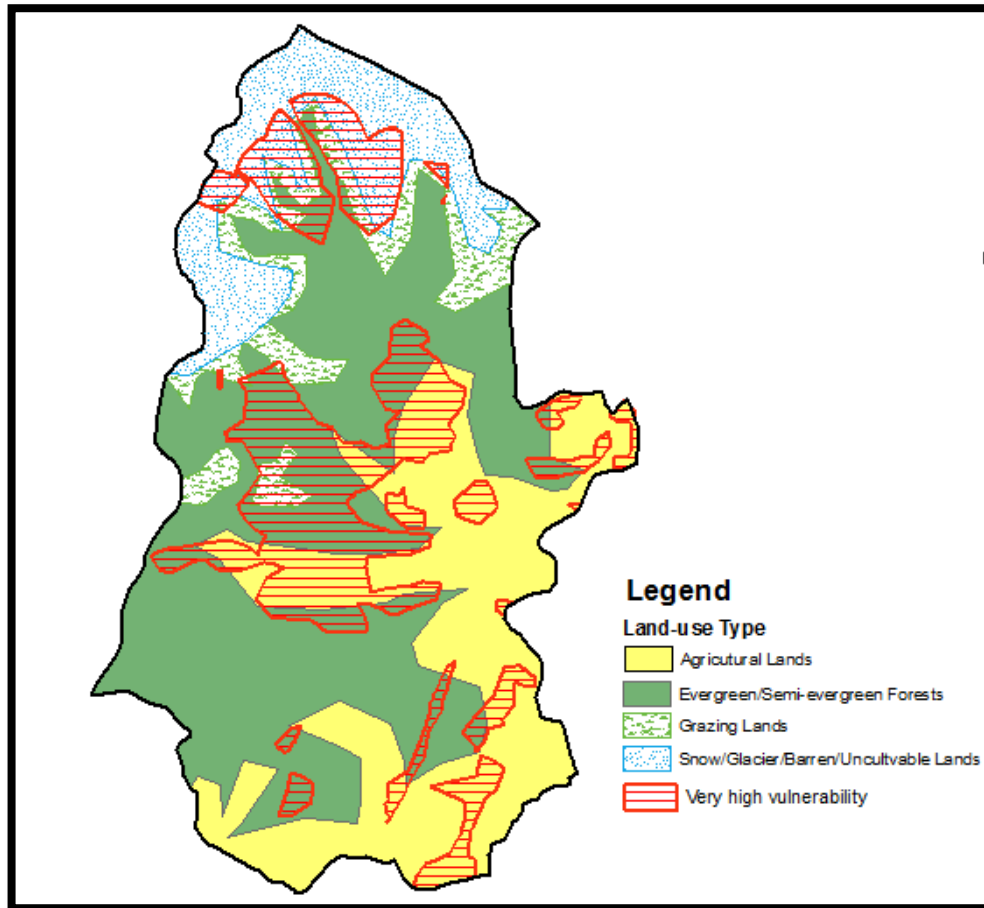 Legend
Land-use Type
Agricutural Lands
Evergreen/Semi-evergreen Forests
Grazing Lands
Snow/Glacier/Barren/Uncultvable Lands
Very high vulnerability